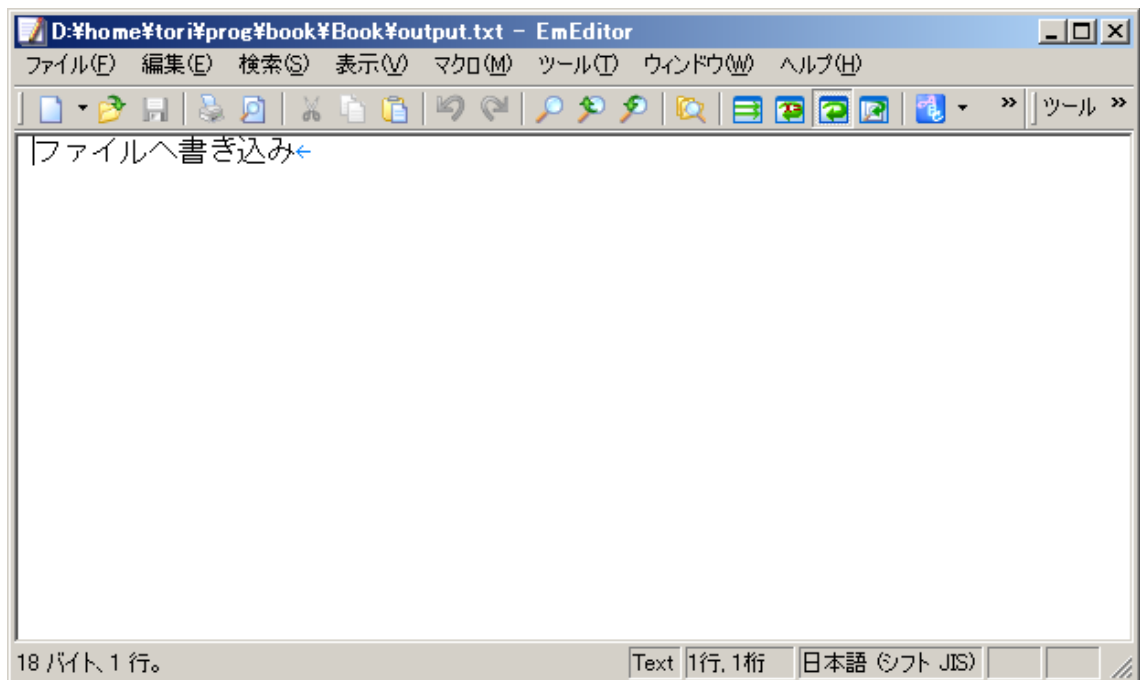 D:¥home¥tori¥prog¥book¥Book¥output.txt - EmEditor
ファイル(F) 編集(E) 検索(S) 表示(V) マクロ(M) ツール(T) ウィンドウ(W) ヘルプ(H)
ツール
ファイルへ書き込み←
18 バイト、1 行。 Text 1行, 1桁 日本語 (シフト JIS)